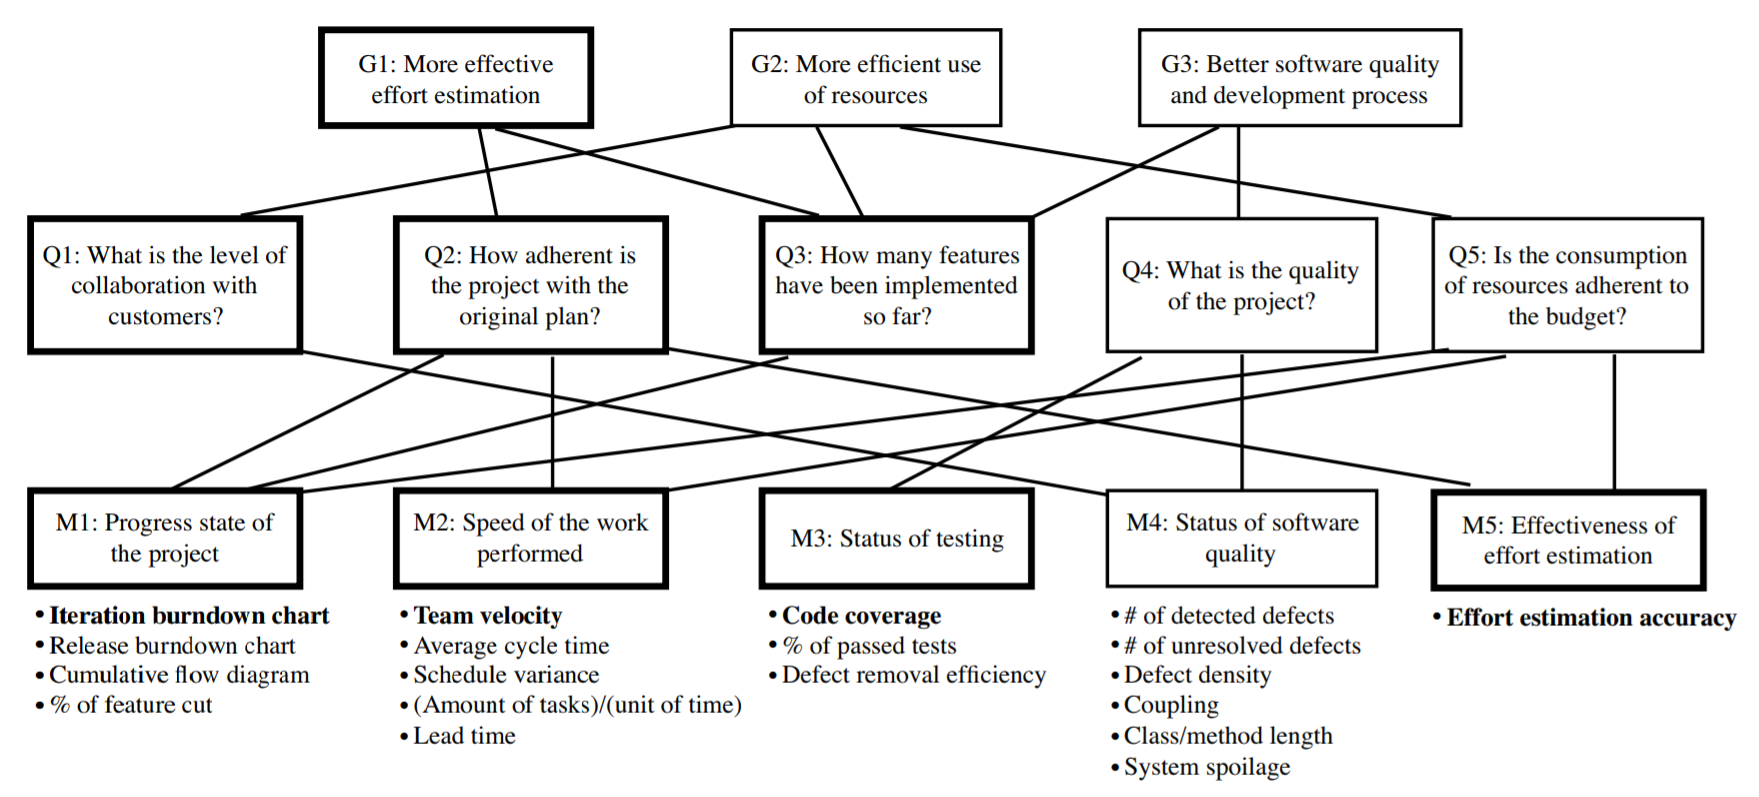 G1: More effective
effort estimation
G2: More efficient use
of resources
G3: Better software quality
and development process
Q1: What is the level of
collaboration with
customers?
Q2: How adherent is
the project with the
original plan?
Q3: How many features
have been implemented
so far?
Q4: What is the quality
of the project?
Q5: Is the consumption
of resources adherent to
the budget?
M1: Progress state of
the project
M2: Speed of the work
performed
M3: Status of testing
M4: Status of software
quality
M5: Effectiveness of
effort estimation
• Iteration burndown chart
• Release burndown chart
• Cumulative flow diagram
• % of feature cut
• Team velocity
• Average cycle time
• Schedule variance
• (Amount of tasks)/(unit of time)
• Lead time
• Code coverage
• % of passed tests
• Defect removal efficiency
• # of detected defects
• # of unresolved defects
• Defect density
• Coupling
• Class/method length
• System spoilage
• Effort estimation accuracy